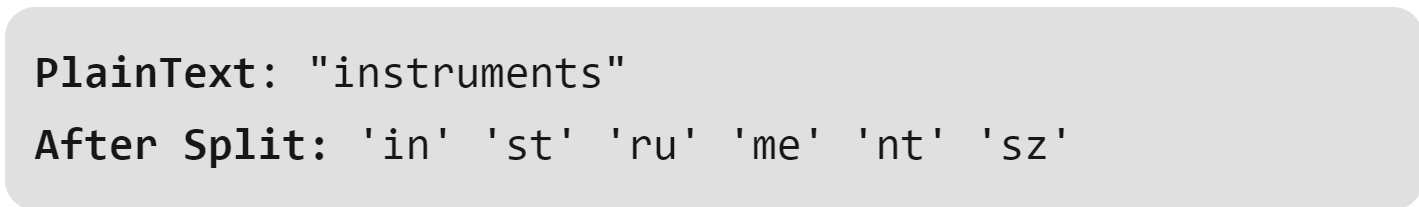 PlainText: "instruments"
After Split: 'in' 'st' 'ru' 'me' 'nt' 'sz'